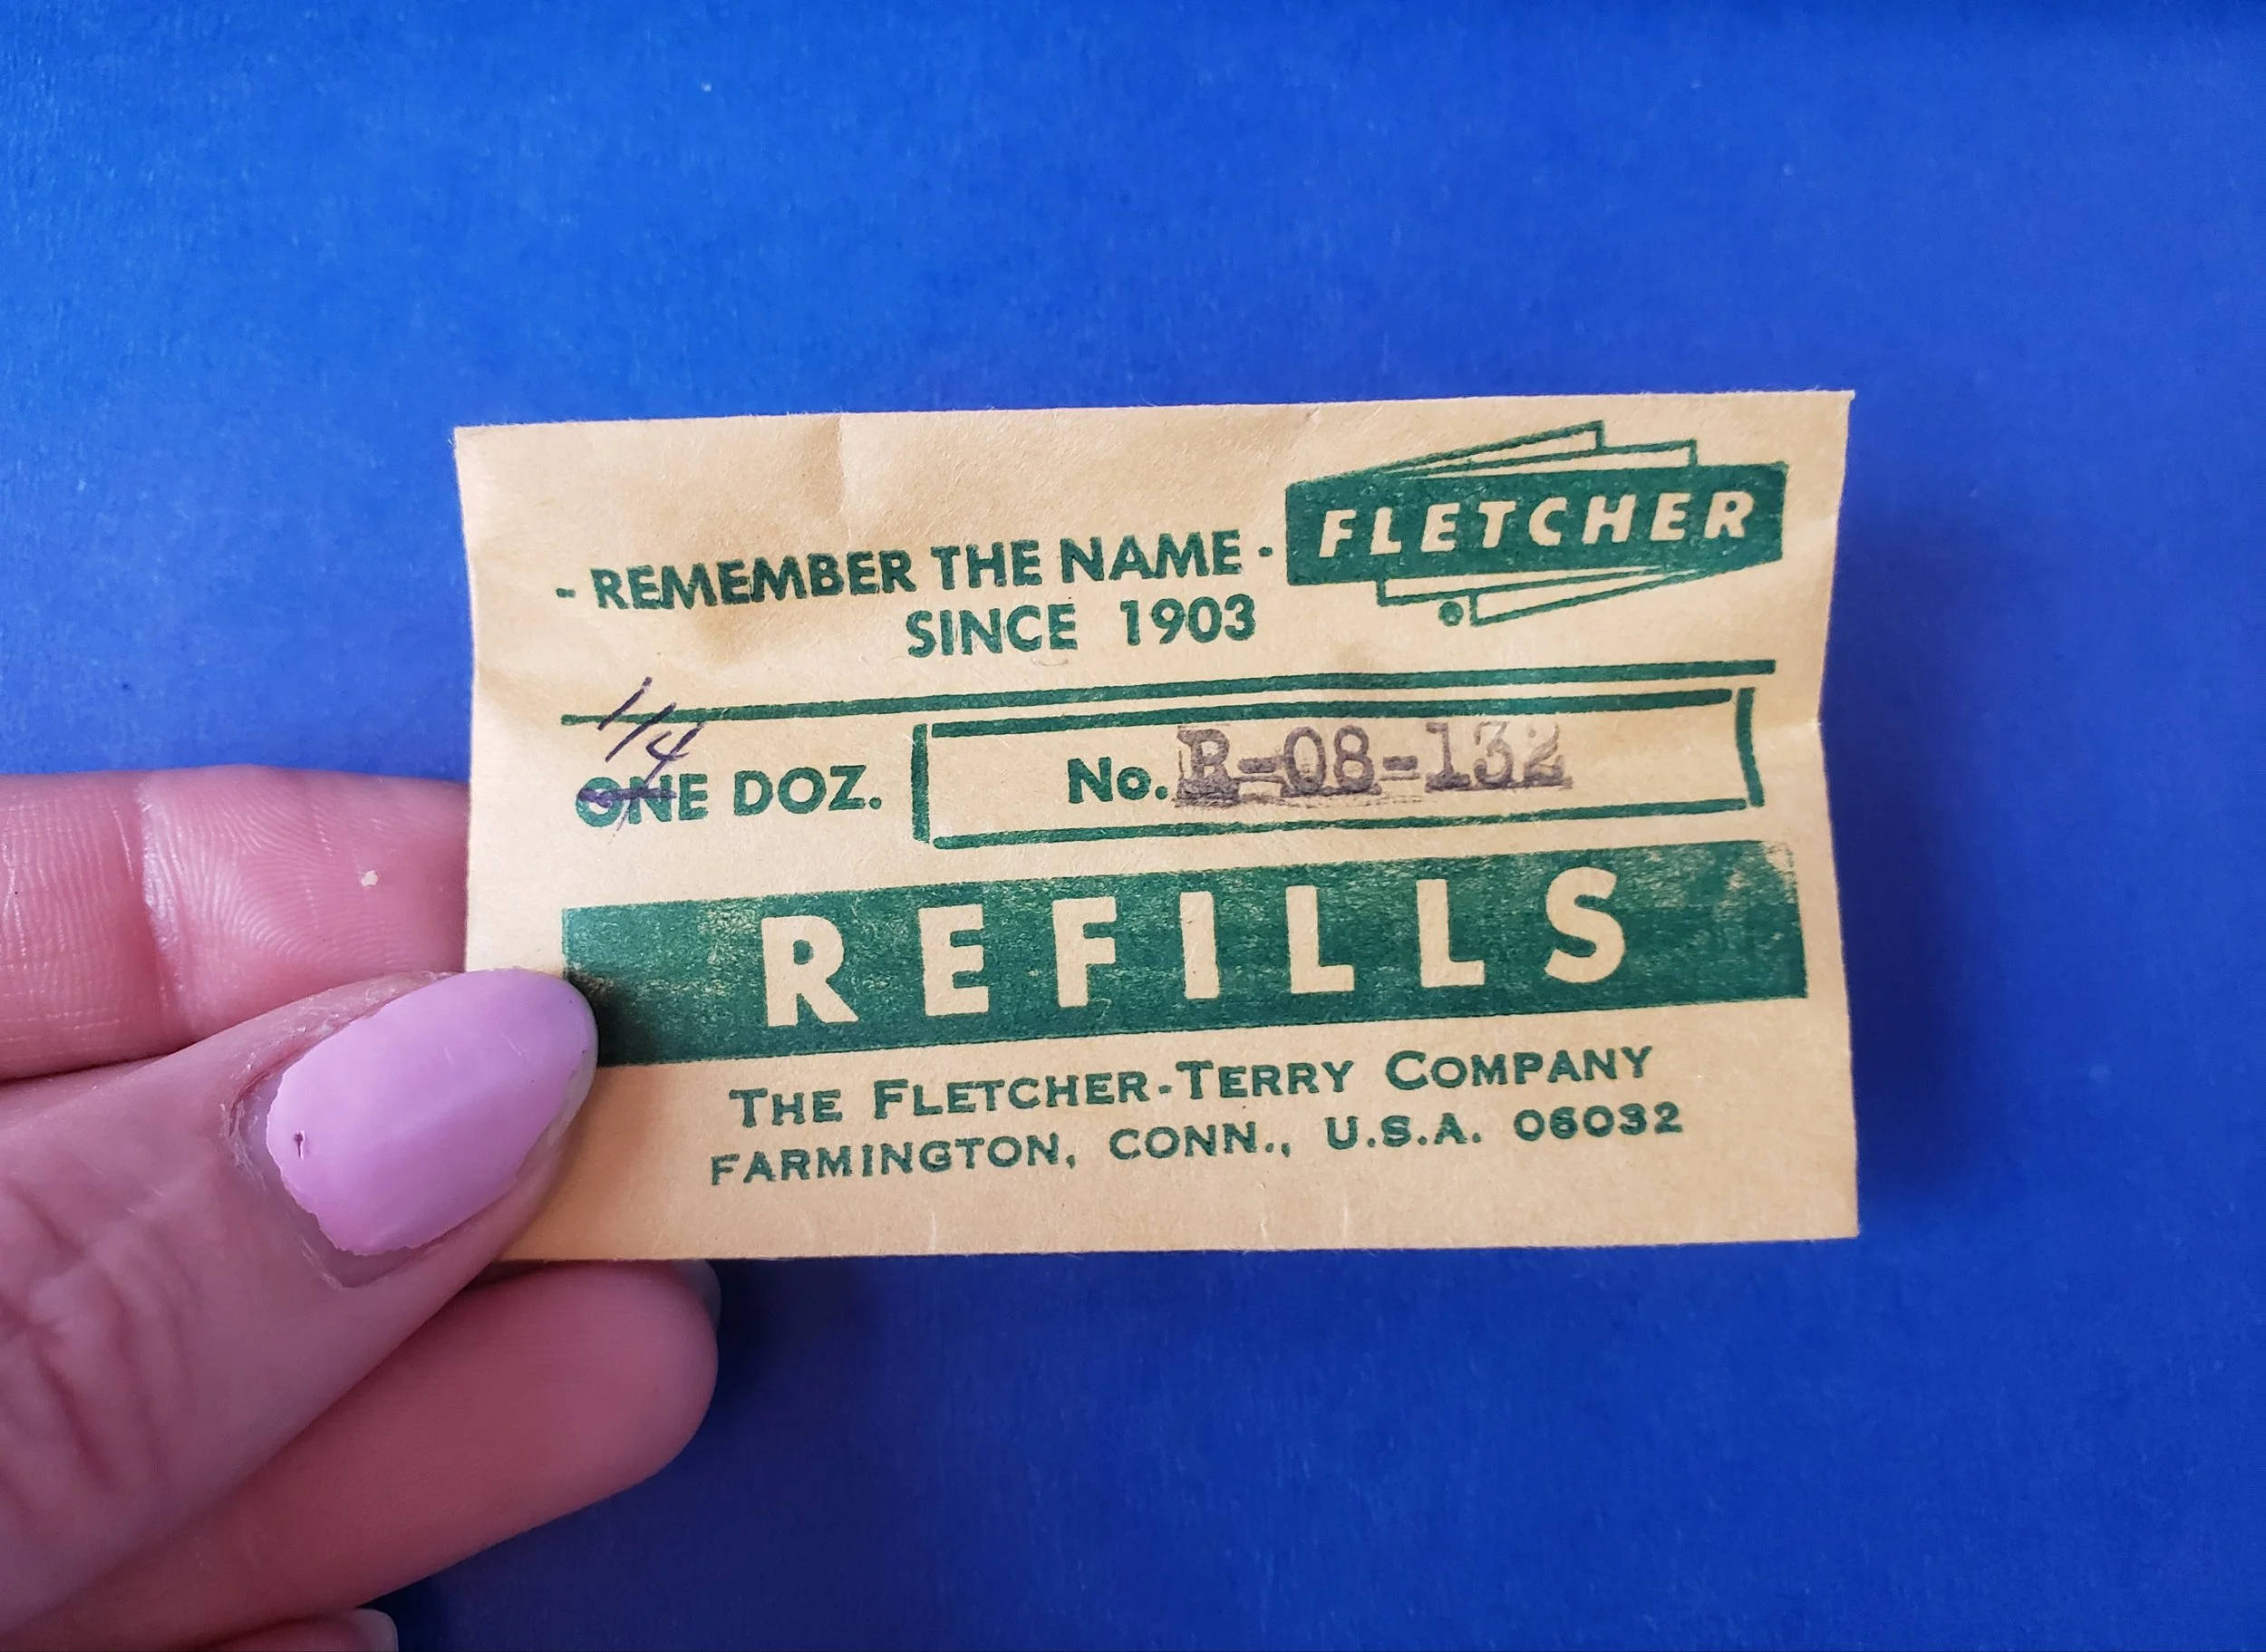 FLETCHER
- REMEMBER THE NAME -
SINCE 1903
1/4
ONE DOZ.
No. R-08-132
REFILLS
THE FLETCHER-TERRY COMPANY
FARMINGTON, CONN., U.S.A. 06032